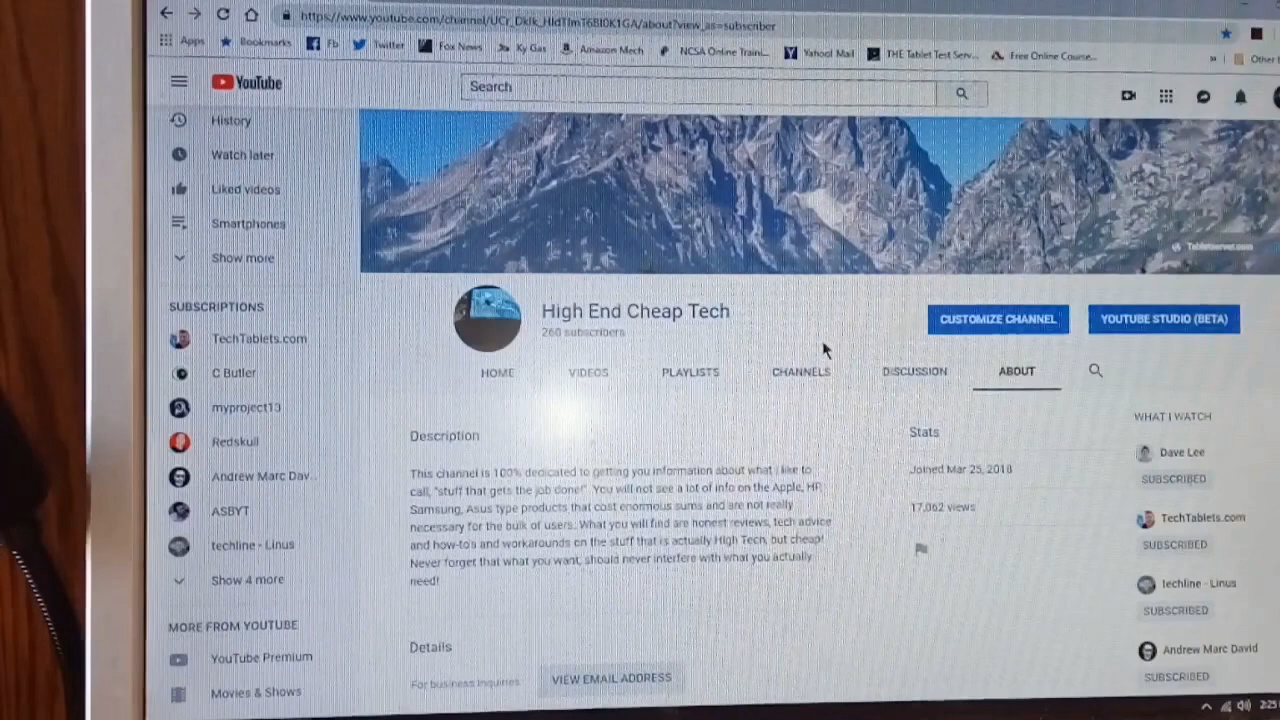 https://www.youtube.com/channel/
/about?view_as=subscriber
Apps Bookmarks Fb Twitter Fox News Ky Gas Amazon Mech NCSA Online Traini... Yahoo! Mail THE Tablet Test Serv... Free Online Course... Other
YouTube
Search
History
Watch later
Liked videos
Smartphones
Show more
Tabletserver.com
High End Cheap Tech
260 subscribers
CUSTOMIZE CHANNEL
YOUTUBE STUDIO (BETA)
HOME VIDEOS PLAYLISTS CHANNELS DISCUSSION ABOUT
SUBSCRIPTIONS
TechTablets.com
C Butler
myproject13
Redskull
Andrew Marc Dav...
ASBYT
techline - Linus
Show 4 more
MORE FROM YOUTUBE
YouTube Premium
Movies & Shows
Description
This channel is 100% dedicated to getting you information about what I like to
call, "stuff that gets the job done!". You will not see a lot of info on the Apple, HP,
Samsung, Asus type products that cost enormous sums and are not really
necessary for the bulk of users. What you will find are honest reviews, tech advice
and how-to's and workarounds on the stuff that is actually High Tech, but cheap!
Never forget that what you want, should never interfere with what you actually
need!
Details
For business inquiries:
VIEW EMAIL ADDRESS
Stats
Joined Mar 25, 2018
17,062 views
WHAT I WATCH
Dave Lee
SUBSCRIBED
TechTablets.com
SUBSCRIBED
techline - Linus
SUBSCRIBED
Andrew Marc David
SUBSCRIBED
2:25